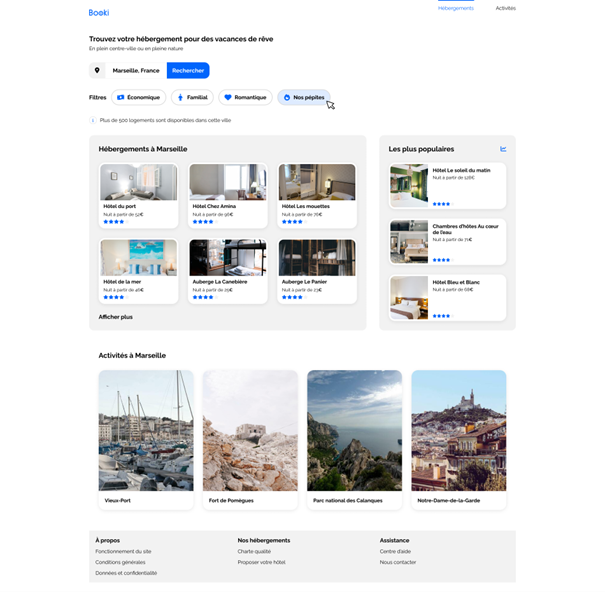 Booki
Hébergements
Activités
Trouvez votre hébergement pour des vacances de rêve
En plein centre-ville ou en pleine nature
Marseille, France
Rechercher
Filtres
Économique
Familial
Romantique
Nos pépites
Plus de 500 logements sont disponibles dans cette ville
Hébergements à Marseille
Hôtel du port
Nuit à partir de 52€
Hôtel Chez Amina
Nuit à partir de 96€
Hôtel Les mouettes
Nuit à partir de 76€
Hôtel de la mer
Nuit à partir de 46€
Auberge La Canebière
Nuit à partir de 25€
Auberge Le Panier
Nuit à partir de 23€
Afficher plus
Les plus populaires
Hôtel Le soleil du matin
Nuit à partir de 128€
Chambres d'hôtes Au cœur
de l'eau
Nuit à partir de 71€
Hôtel Bleu et Blanc
Nuit à partir de 68€
Activités à Marseille
Vieux-Port
Fort de Pomègues
Parc national des Calanques
Notre-Dame-de-la-Garde
À propos
Fonctionnement du site
Conditions générales
Données et confidentialité
Nos hébergements
Charte qualité
Proposer votre hôtel
Assistance
Centre d'aide
Nous contacter